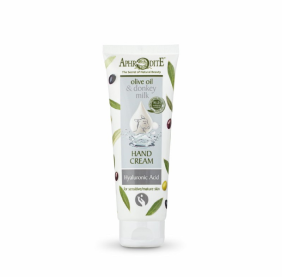 APHRODITE
The Secret of Natural Beauty
olive oil
& donkey
milk
HAND
CREAM
Hyaluronic Acid
for sensitive/mature skin